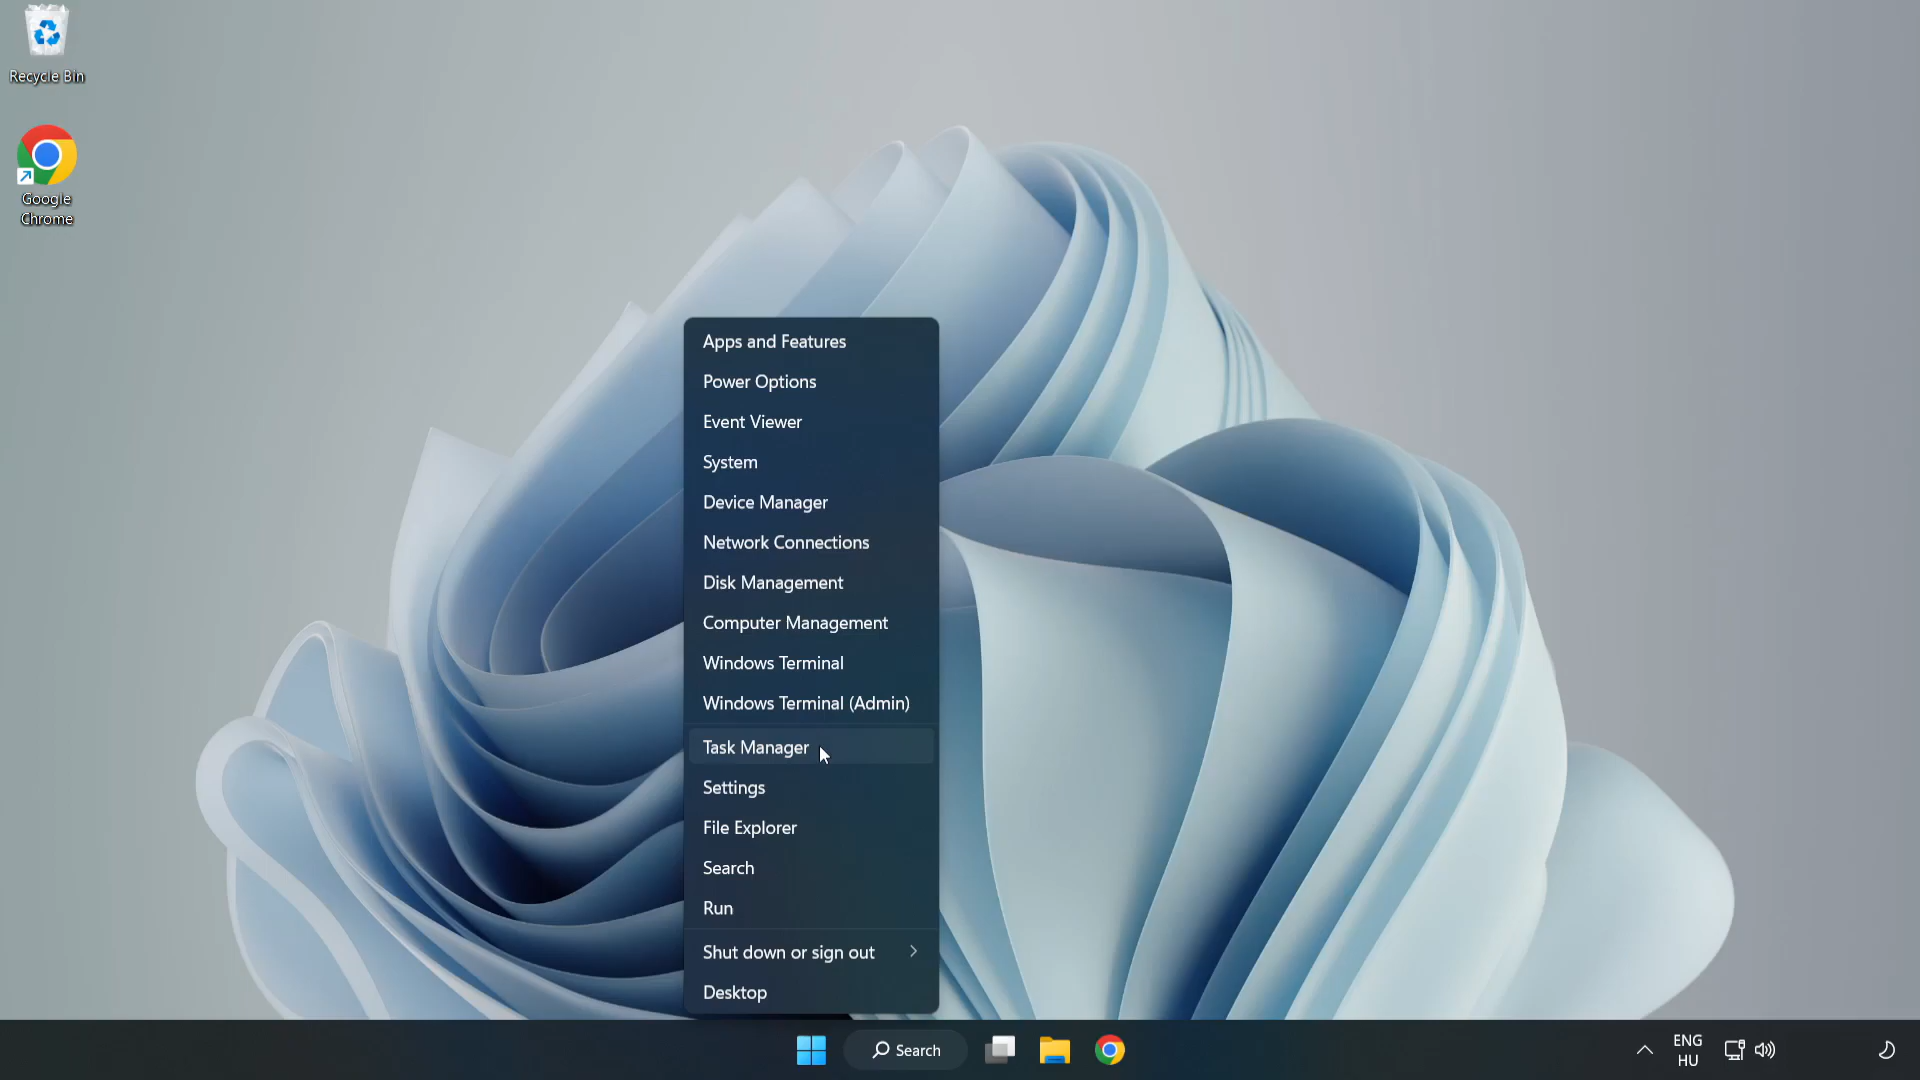 Recycle Bin
Google
Chrome
Apps and Features
Power Options
Event Viewer
System
Device Manager
Network Connections
Disk Management
Computer Management
Windows Terminal
Windows Terminal (Admin)
Task Manager
Settings
File Explorer
Search
Run
Shut down or sign out
Desktop
Search
ENG
HU